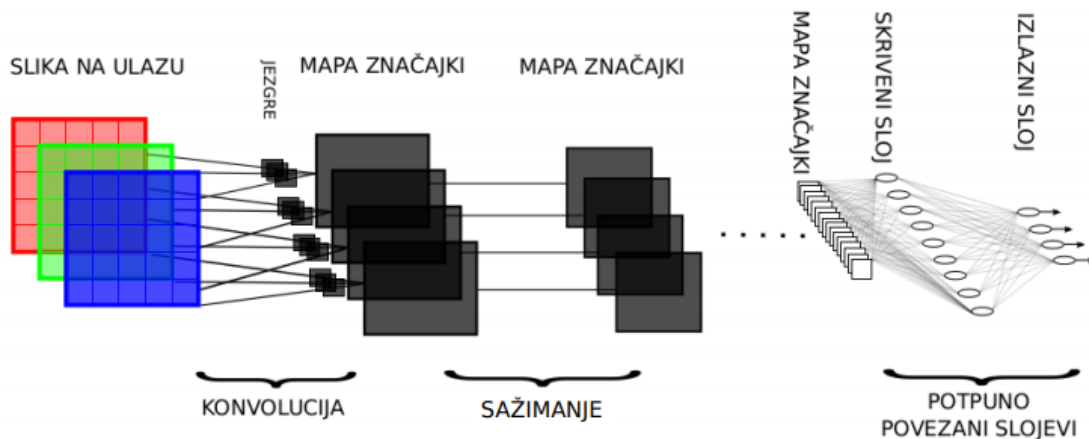 SLIKA NA ULAZU
JEZGRE
MAPA ZNAČAJKI
MAPA ZNAČAJKI
MAPA ZNAČAJKI
SKRIVENI SLOJ
IZLAZNI SLOJ
KONVOLUCIJA
SAŽIMANJE
POTPUNO
POVEZANI SLOJEVI